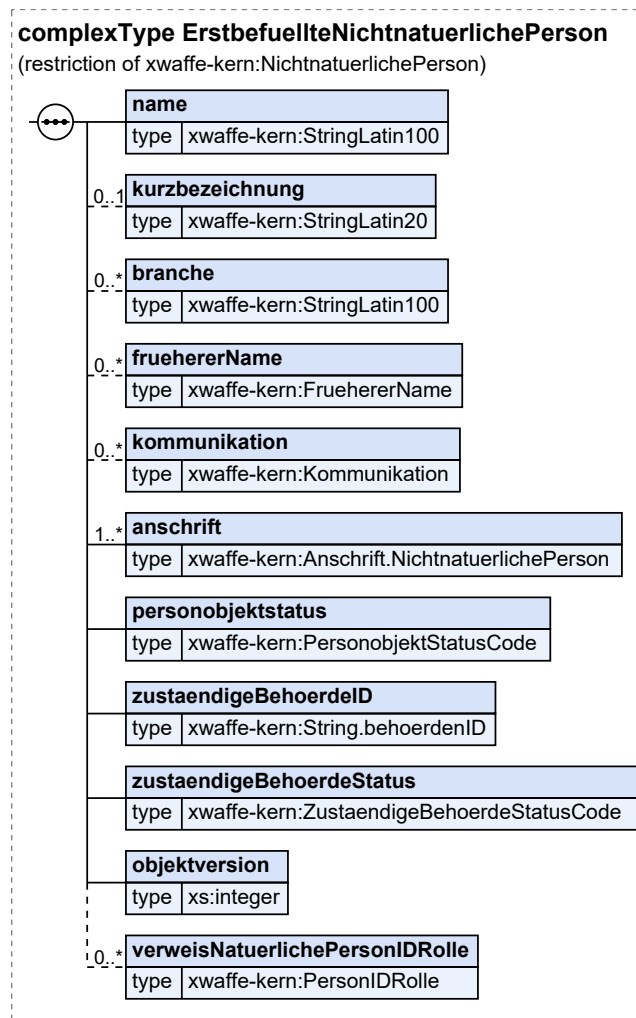 complexType ErstbefuellteNichtnatuerlichePerson
(restriction of xwaffe-kern:NichtnatuerlichePerson)
name
type xwaffe-kern:StringLatin100
0..1 kurzbezeichnung
type xwaffe-kern:StringLatin20
0..* branche
type xwaffe-kern:StringLatin100
0..* fruehererName
type xwaffe-kern:FruehererName
0..* kommunikation
type xwaffe-kern:Kommunikation
1..* anschrift
type xwaffe-kern:Anschrift.NichtnatuerlichePerson
personobjektstatus
type xwaffe-kern:PersonobjektStatusCode
zustaendigeBehoerdeID
type xwaffe-kern:String.behoerdenID
zustaendigeBehoerdeStatus
type xwaffe-kern:ZustaendigeBehoerdeStatusCode
objektversion
type xs:integer
0..* verweisNatuerlichePersonIDRolle
type xwaffe-kern:PersonIDRolle